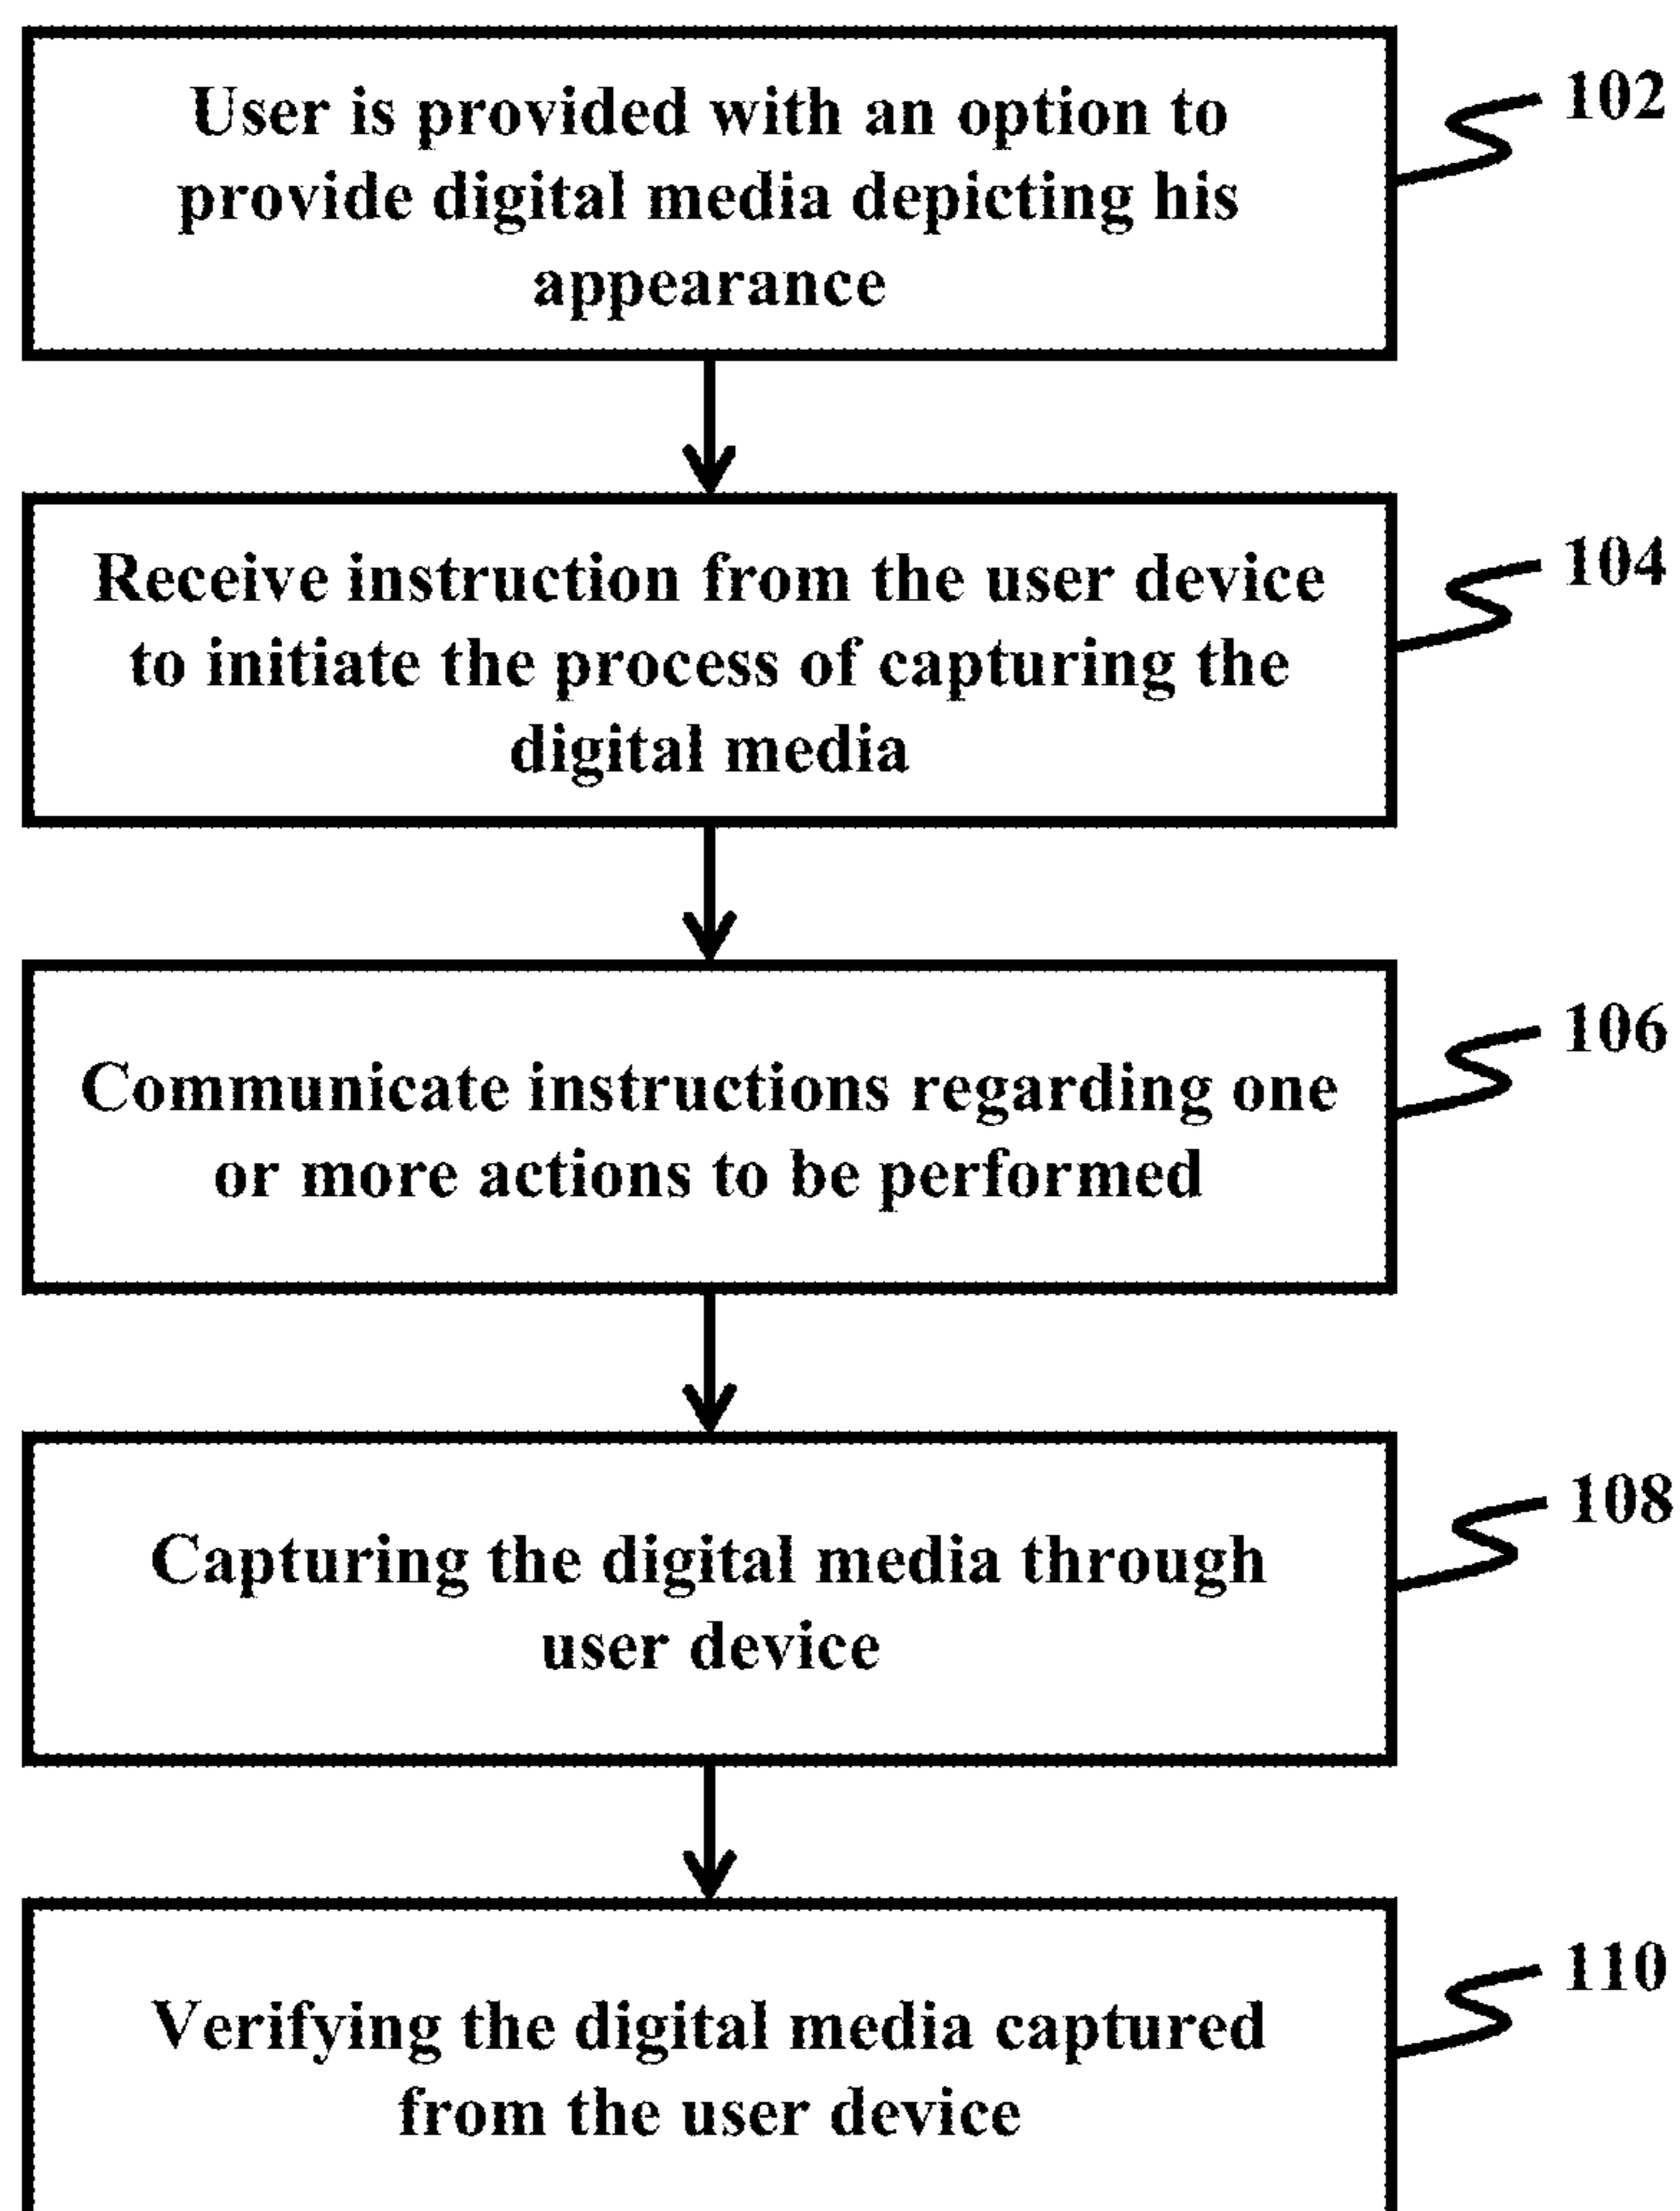 User is provided with an option to
provide digital media depicting his
appearance
102
Receive instruction from the user device
to initiate the process of capturing the
digital media
104
Communicate instructions regarding one
or more actions to be performed
106
Capturing the digital media through
user device
108
Verifying the digital media captured
from the user device
110